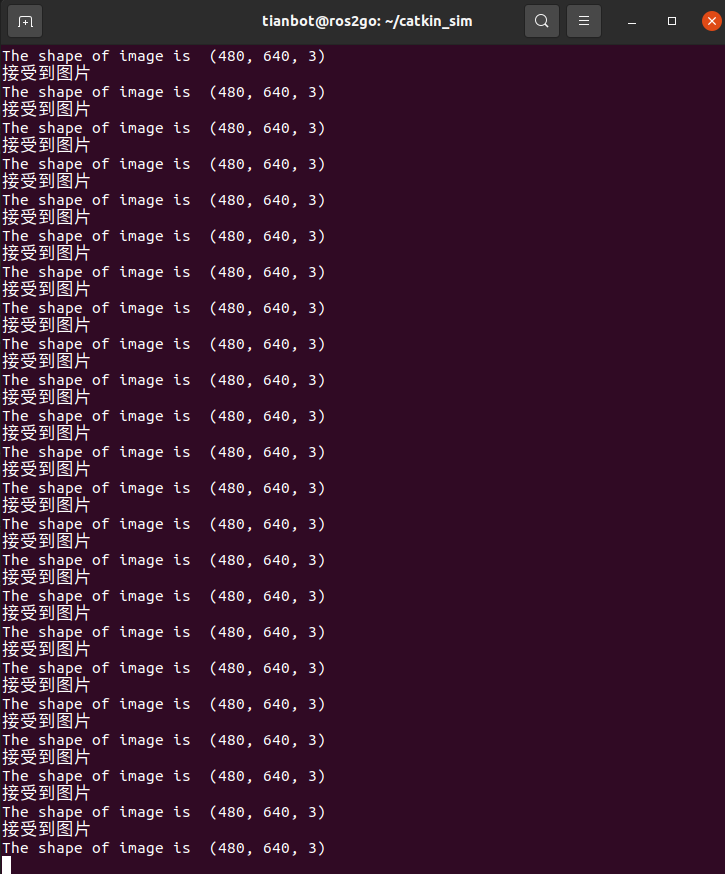 tianbot@ros2go: ~/catkin_sim
The shape of image is  (480, 640, 3)
接受到图片
The shape of image is  (480, 640, 3)
接受到图片
The shape of image is  (480, 640, 3)
接受到图片
The shape of image is  (480, 640, 3)
接受到图片
The shape of image is  (480, 640, 3)
接受到图片
The shape of image is  (480, 640, 3)
接受到图片
The shape of image is  (480, 640, 3)
接受到图片
The shape of image is  (480, 640, 3)
接受到图片
The shape of image is  (480, 640, 3)
接受到图片
The shape of image is  (480, 640, 3)
接受到图片
The shape of image is  (480, 640, 3)
接受到图片
The shape of image is  (480, 640, 3)
接受到图片
The shape of image is  (480, 640, 3)
接受到图片
The shape of image is  (480, 640, 3)
接受到图片
The shape of image is  (480, 640, 3)
接受到图片
The shape of image is  (480, 640, 3)
接受到图片
The shape of image is  (480, 640, 3)
接受到图片
The shape of image is  (480, 640, 3)
接受到图片
The shape of image is  (480, 640, 3)
接受到图片
The shape of image is  (480, 640, 3)
接受到图片
The shape of image is  (480, 640, 3)
接受到图片
The shape of image is  (480, 640, 3)
接受到图片
The shape of image is  (480, 640, 3)